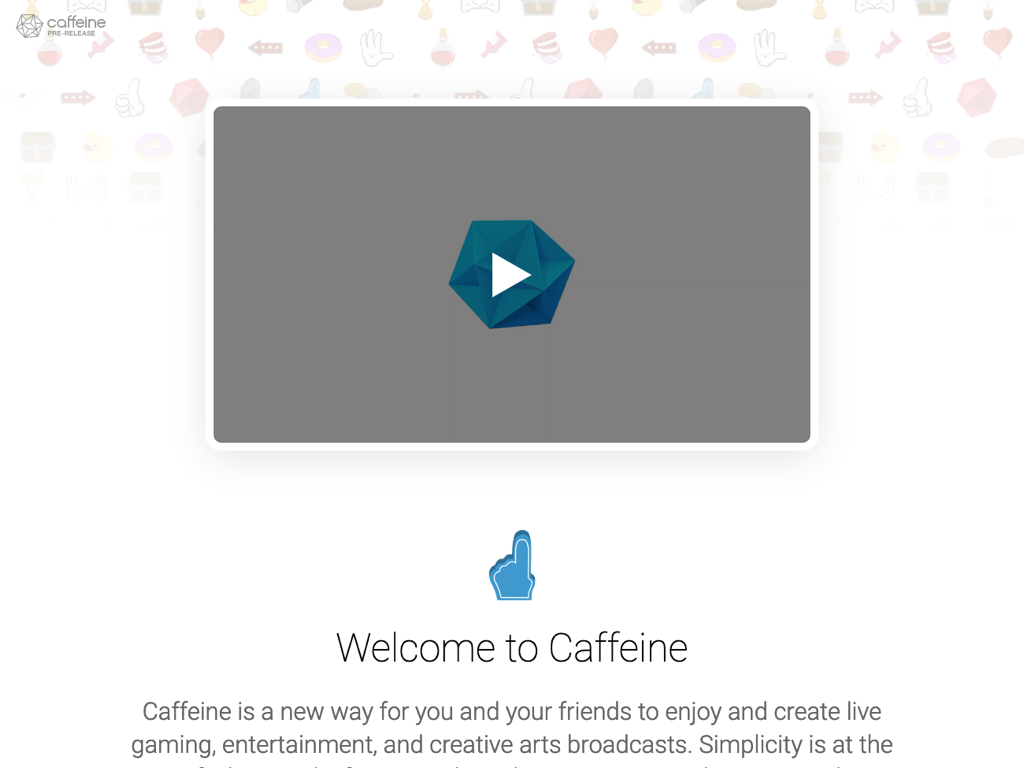 caffeine
PRE-RELEASE
Welcome to Caffeine
Caffeine is a new way for you and your friends to enjoy and create live
gaming, entertainment, and creative arts broadcasts. Simplicity is at the